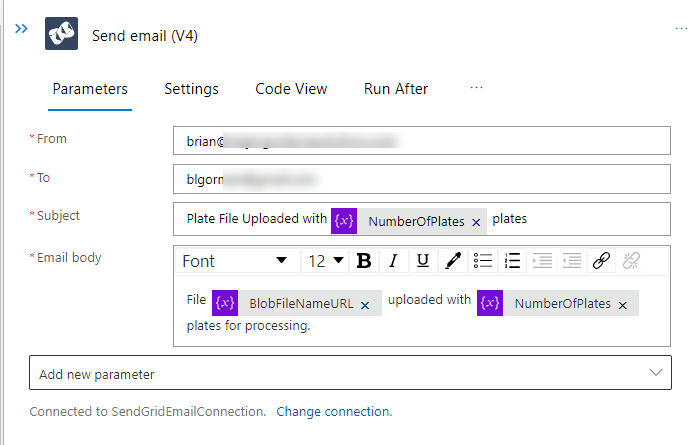 Send email (V4)
Parameters Settings Code View Run After ...
* From brian@
* To blgorn
* Subject Plate File Uploaded with {x} NumberOfPlates × plates
* Email body
Font 12 B I U
File {x} BlobFileNameURL × uploaded with {x} NumberOfPlates ×
plates for processing.
Add new parameter
Connected to SendGridEmailConnection. Change connection.